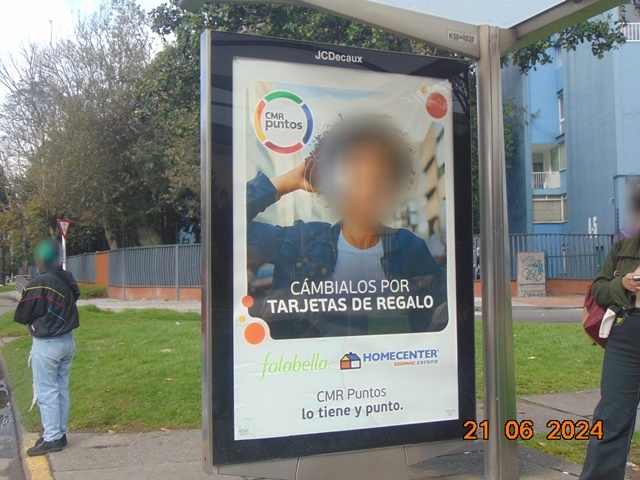 K50+0020
JCDecaux
CMR
puntos
CÁMBIALOS POR
TARJETAS DE REGALO
falabella
HOMECENTER
SODIMAC corona
CMR Puntos
lo tiene y punto.
21 06 2024